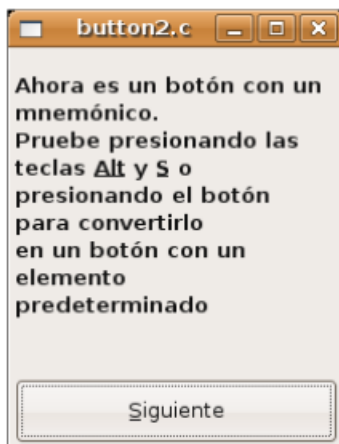 button2.c
Ahora es un botón con un
mnemónico.
Pruebe presionando las
teclas Alt y S o
presionando el botón
para convertirlo
en un botón con un
elemento
predeterminado
Siguiente